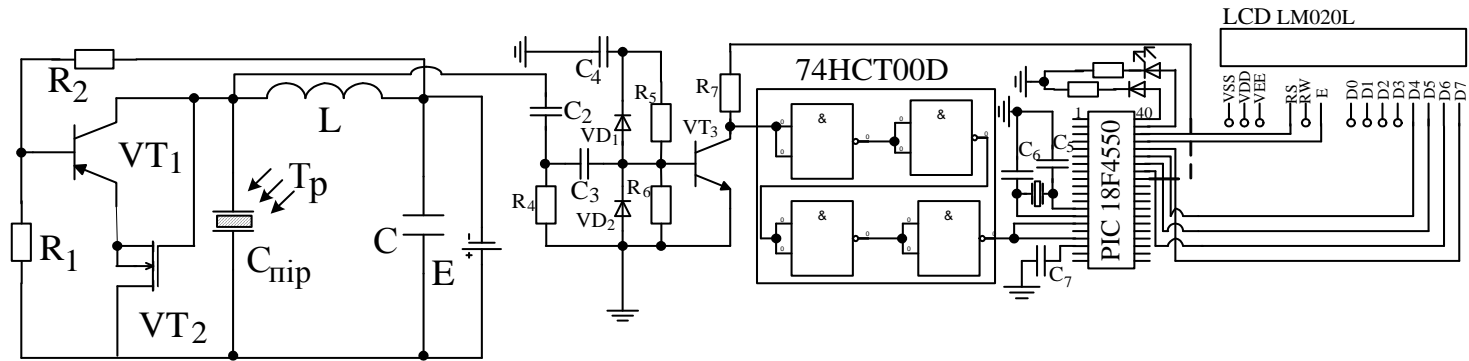 LCD LM020L
VSS
VDD
VEE
RS
RW
E
D0
D1
D2
D3
D4
D5
D6
D7
R2
L
VT1
R1
Tp
Cпір
VT2
C
E
C4
C2
R5
VD1
C3
R4
R6
VD2
R7
VT3
74HCT00D
&
&
&
&
1
40
C6
C5
PIC 18F4550
C7